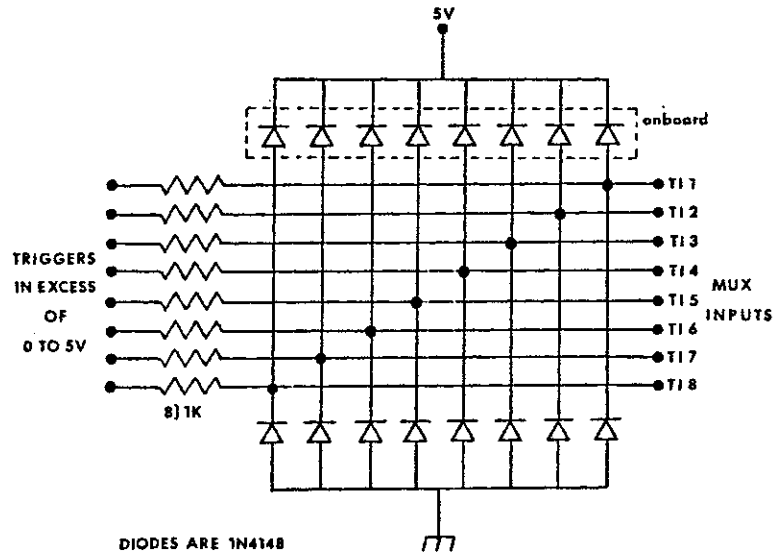 5V
onboard
TI 1
TI 2
TI 3
TI 4
TI 5
TI 6
TI 7
TI 8
TRIGGERS
IN EXCESS
OF
0 TO 5V
MUX
INPUTS
8) 1K
DIODES ARE 1N4148